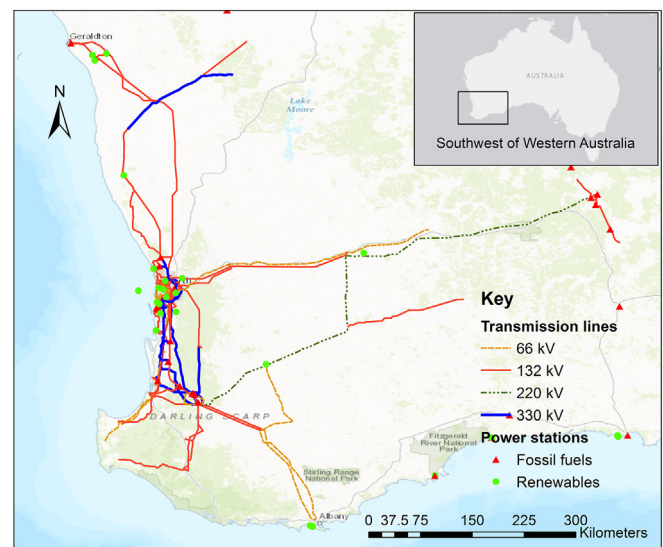 Geraldton
N
Lake
Moore
AUSTRALIA
Southwest of Western Australia
Key
Transmission lines
66 kV
132 kV
220 kV
330 kV
Power stations
Fossil fuels
Renewables
DARLING SCARP
Fitzgerald
River National
Park
Stirling Range
National Park
Albany
0 37.5 75 150 225 300
Kilometers